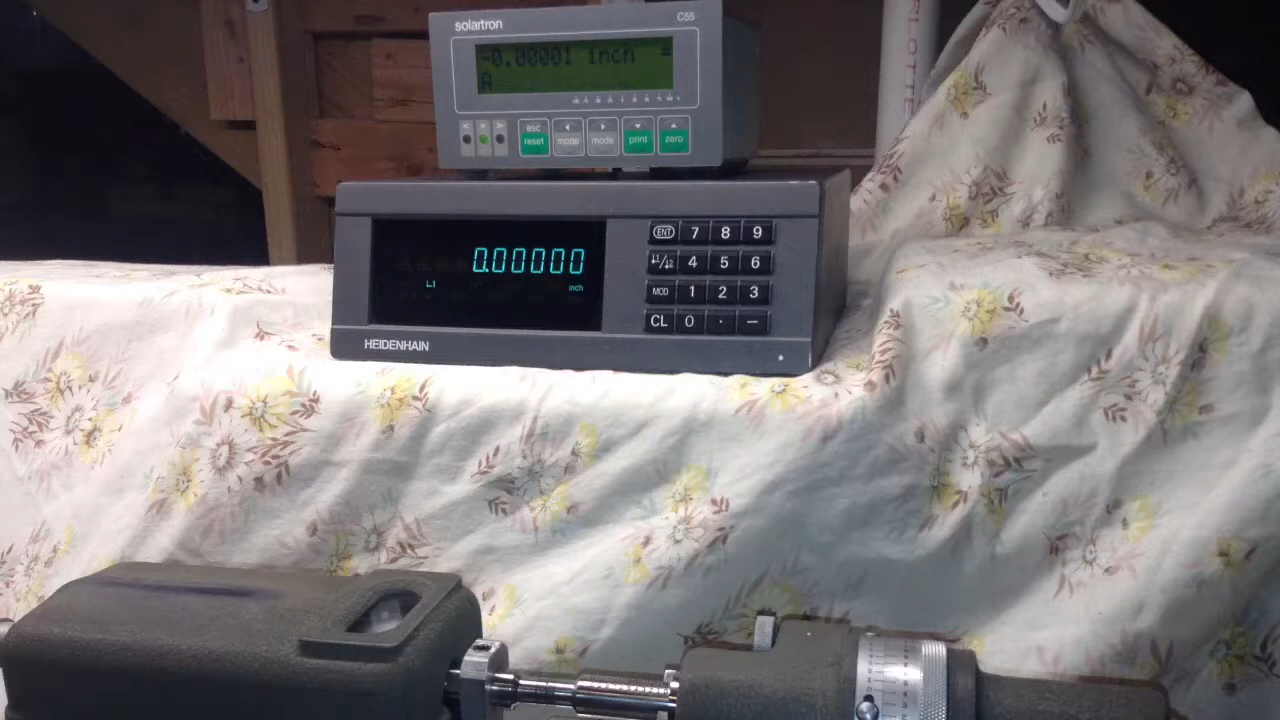 solartron C55
-0.00001 inch =
A
esc
reset
mode
mode
print
zero
0.00000
L1 inch
ENT 7 8 9
4 5 6
MOD 1 2 3
CL 0 . −
HEIDENHAIN